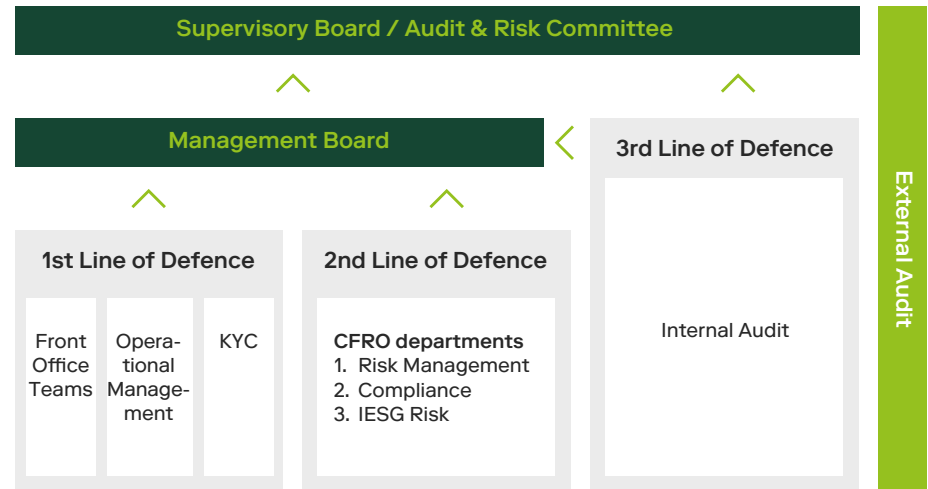 Supervisory Board / Audit & Risk Committee
Management Board
3rd Line of Defence
External Audit
1st Line of Defence
2nd Line of Defence
Front
Office
Teams
Opera-
tional
Manage-
ment
KYC
CFRO departments
1. Risk Management
2. Compliance
3. IESG Risk
Internal Audit